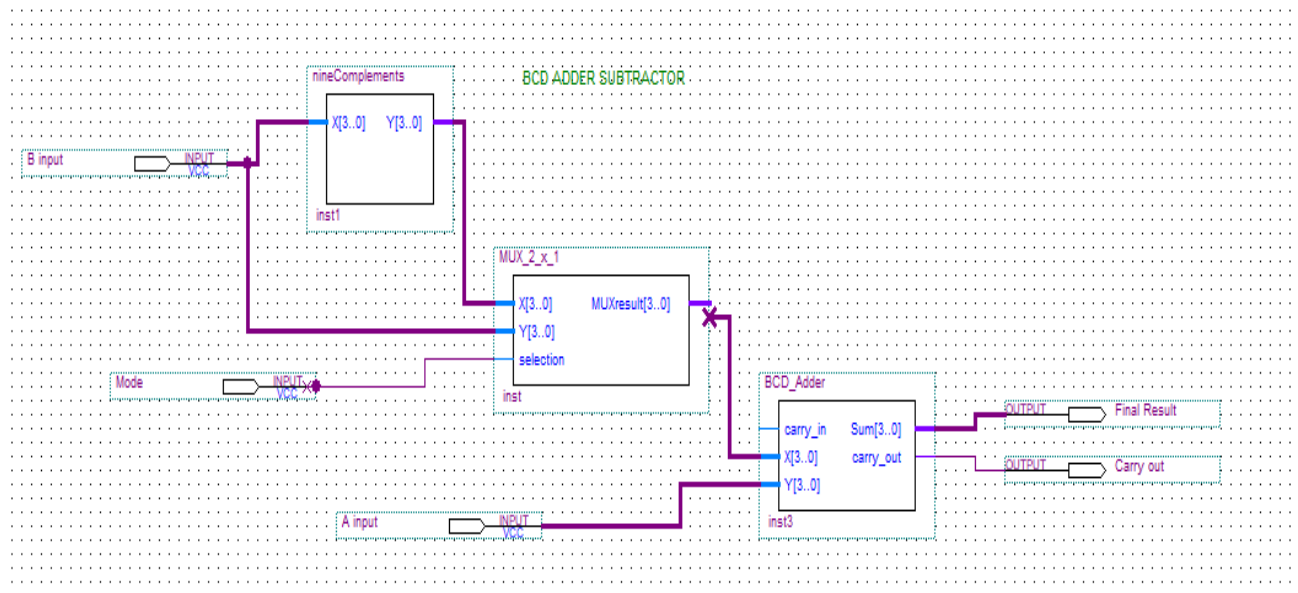 nineComplements
BCD ADDER SUBTRACTOR
X[3..0] Y[3..0]
B input
INPUT
VCC
inst1
MUX_2_x_1
X[3..0] MUXresult[3..0]
Y[3..0]
selection
Mode
INPUT
VCC
inst
BCD_Adder
carry_in Sum[3..0]
OUTPUT
Final Result
X[3..0] carry_out
OUTPUT
Carry out
Y[3..0]
A input
INPUT
VCC
inst3